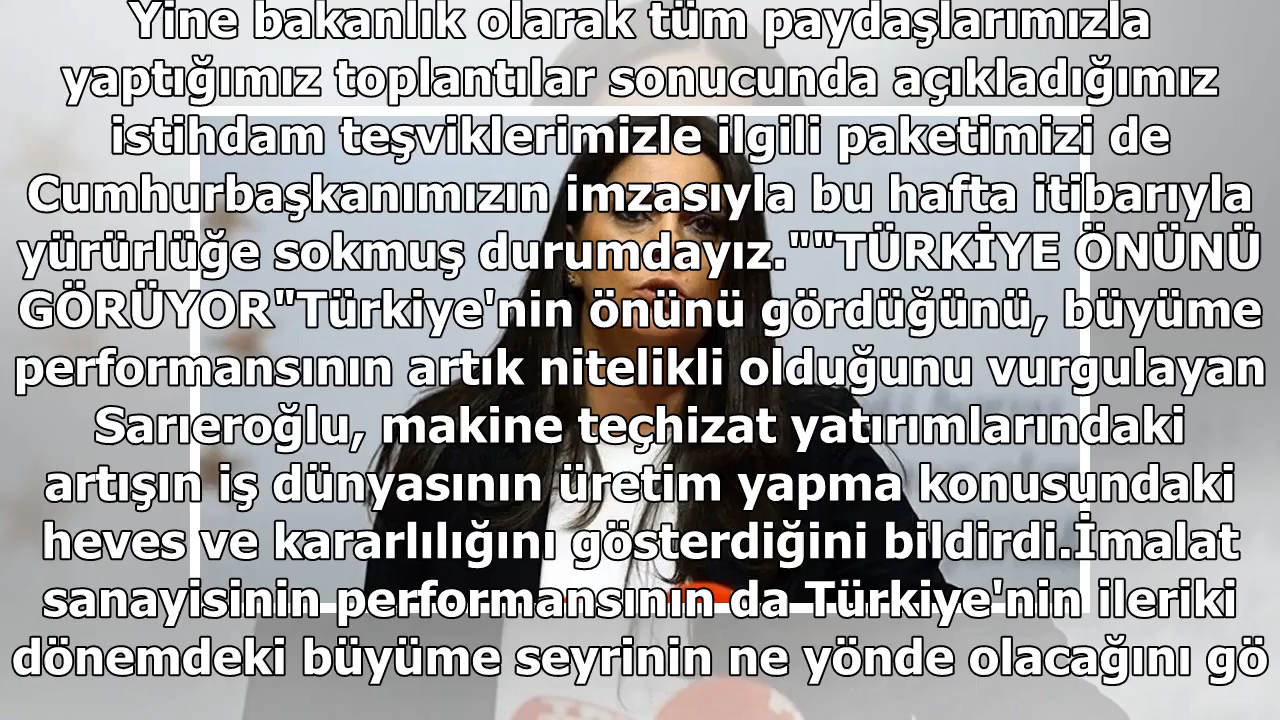 Yine bakanlık olarak tüm paydaşlarımızla
yaptığımız toplantılar sonucunda açıkladığımız
istihdam teşviklerimizle ilgili paketimizi de
Cumhurbaşkanımızın imzasıyla bu hafta itibarıyla
yürürlüğe sokmuş durumdayız.""TÜRKİYE ÖNÜNÜ
GÖRÜYOR"Türkiye'nin önünü gördüğünü, büyüme
performansının artık nitelikli olduğunu vurgulayan
Sarıeroğlu, makine teçhizat yatırımlarındaki
artışın iş dünyasının üretim yapma konusundaki
heves ve kararlılığını gösterdiğini bildirdi.İmalat
sanayisinin performansının da Türkiye'nin ileriki
dönemdeki büyüme seyrinin ne yönde olacağını gö